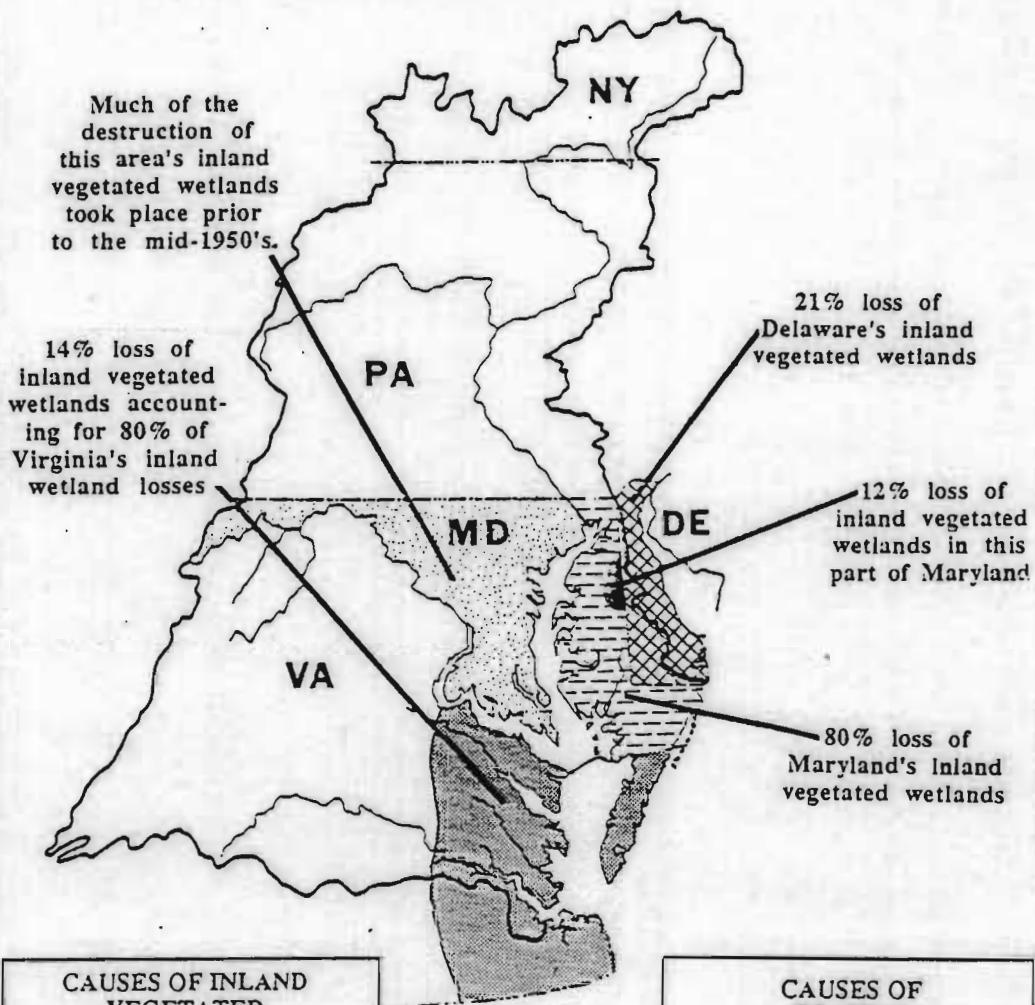 NY
Much of the
destruction of
this area's inland
vegetated wetlands
took place prior
to the mid-1950's.
21% loss of
Delaware's inland
vegetated wetlands
14% loss of
inland vegetated
wetlands account-
ing for 80% of
Virginia's inland
wetland losses
PA
MD
DE
12% loss of
inland vegetated
wetlands in this
part of Maryland
VA
80% loss of
Maryland's Inland
vegetated wetlands
CAUSES OF INLAND
VEGETATED
CAUSES OF